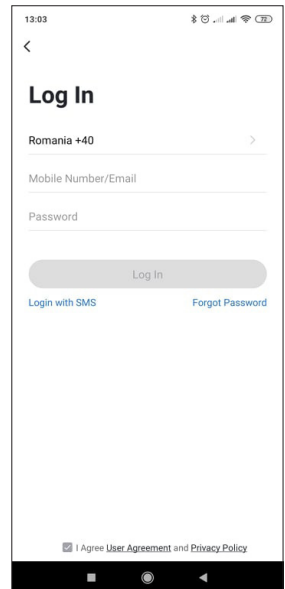 13:03
72
Log In
Romania +40
Mobile Number/Email
Password
Log In
Login with SMS Forgot Password
I Agree User Agreement and Privacy Policy